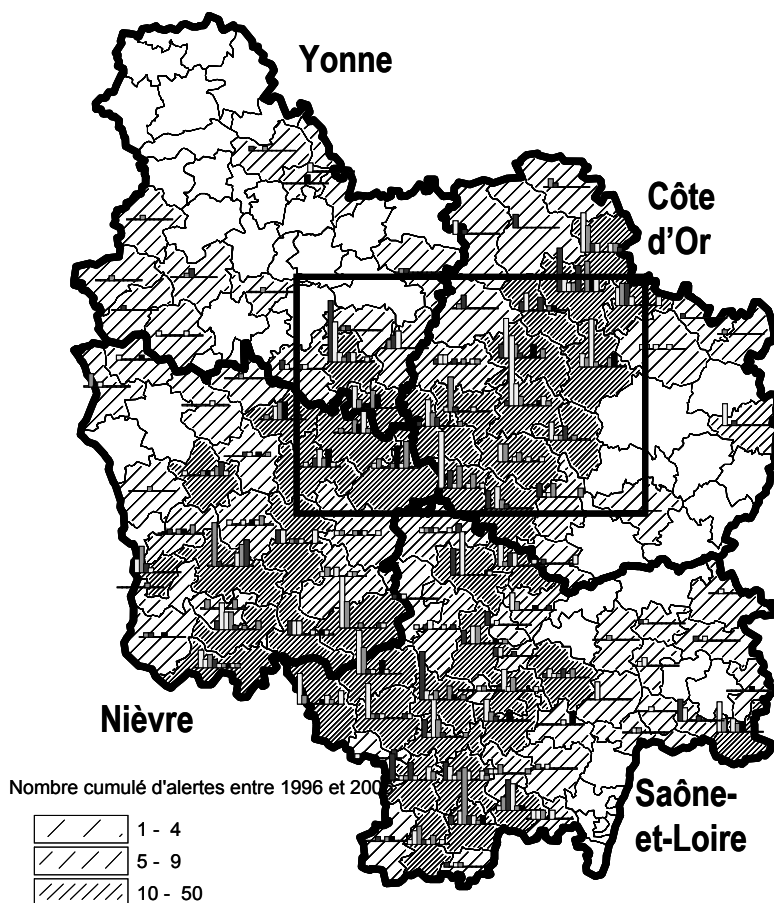 Yonne
Côte
d'Or
Nièvre
Nombre cumulé d'alertes entre 1996 et 200
Saône-
et-Loire
1 - 4
5 - 9
10 - 50